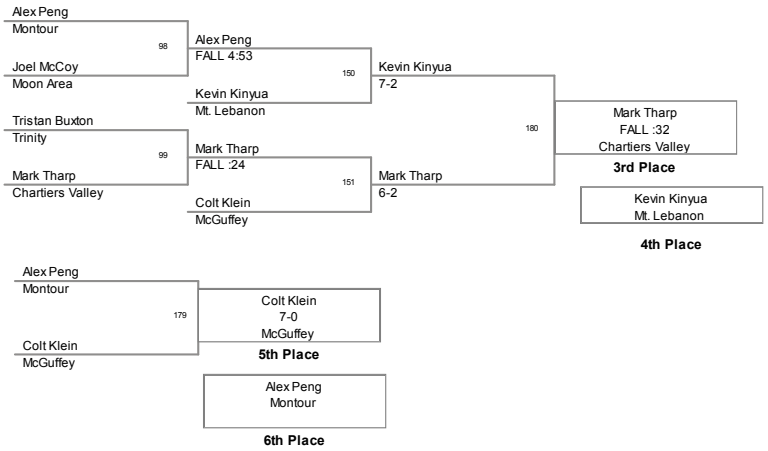 Alex Peng
Montour
98
Joel McCoy
Moon Area
Alex Peng
FALL 4:53
150
Kevin Kinyua
Mt. Lebanon
Kevin Kinyua
7-2
Tristan Buxton
Trinity
99
Mark Tharp
Chartiers Valley
Mark Tharp
FALL :24
151
Colt Klein
McGuffey
Mark Tharp
6-2
180
Mark Tharp
FALL :32
Chartiers Valley
3rd Place
Kevin Kinyua
Mt. Lebanon
4th Place
Alex Peng
Montour
179
Colt Klein
McGuffey
Colt Klein
7-0
McGuffey
5th Place
Alex Peng
Montour
6th Place